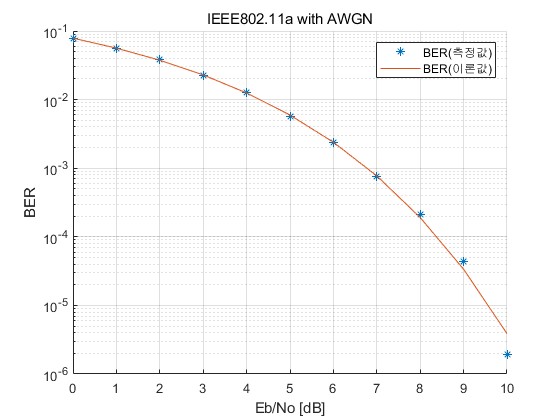 IEEE802.11a with AWGN
BER(측정값)
BER(이론값)
10-1
10-2
10-3
10-4
10-5
10-6
BER
0 1 2 3 4 5 6 7 8 9 10
Eb/No [dB]